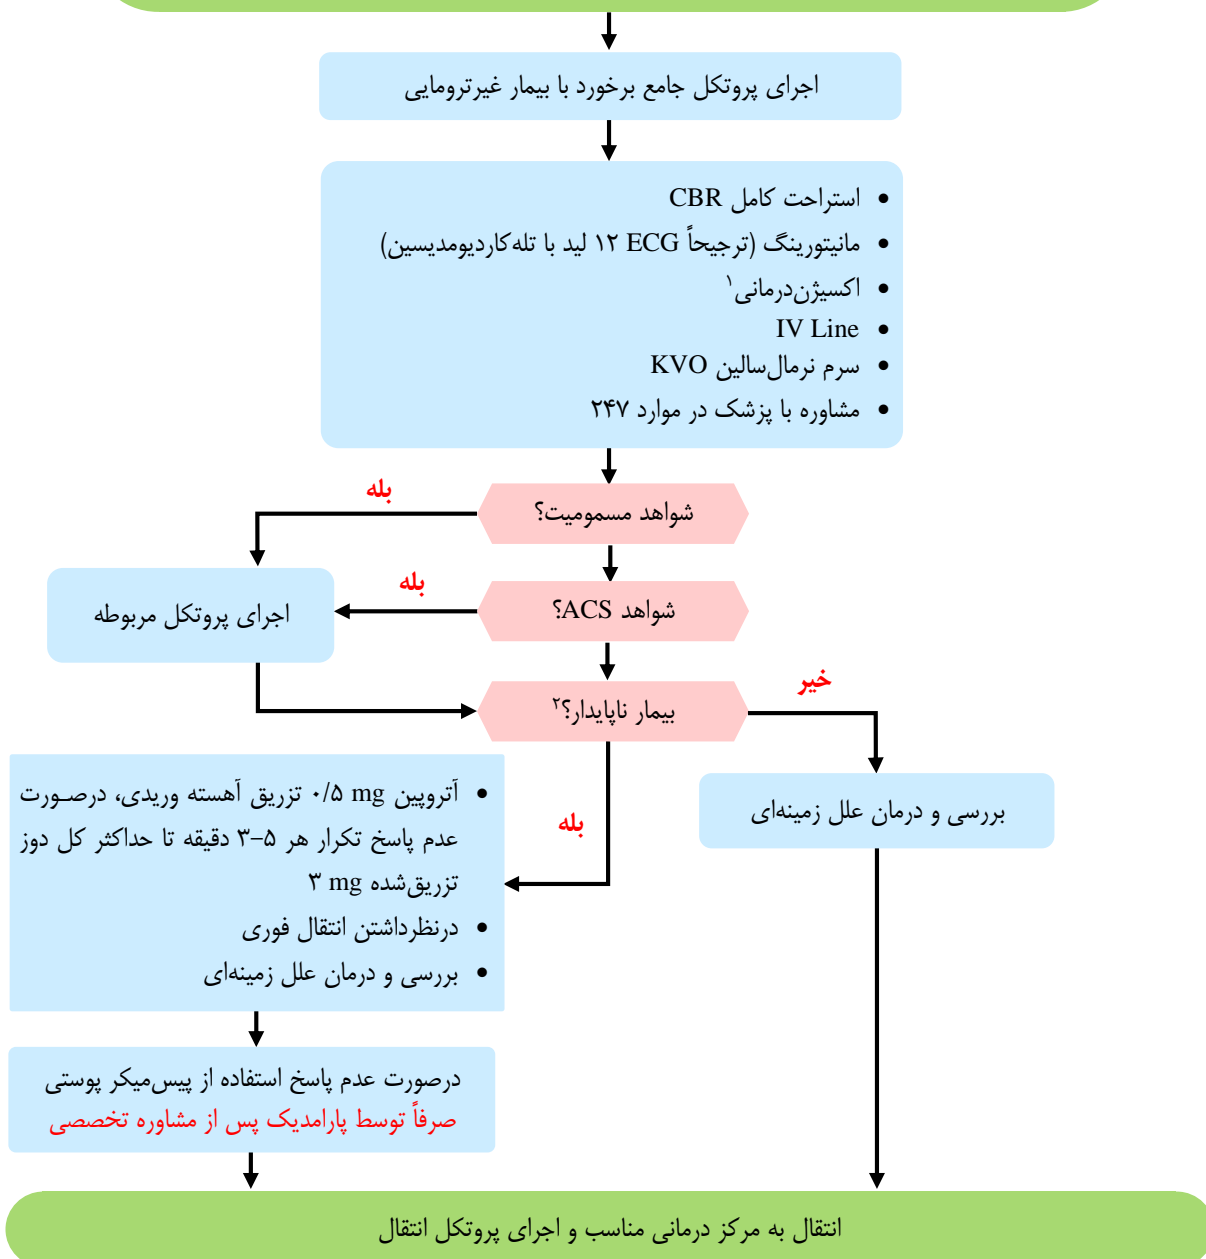 اجرای پروتکل جامع برخورد با بیمار غیرترومایی
• استراحت کامل CBR
• مانیتورینگ (ترجیحاً ECG ۱۲ لید با تله‌کاردیومدیسین)
• اکسیژن‌درمانی۱
• IV Line
• سرم نرمال‌سالین KVO
• مشاوره با پزشک در موارد ۲۴۷
بله
شواهد مسمومیت؟
بله
شواهد ACS؟
اجرای پروتکل مربوطه
خیر
بیمار ناپایدار؟۲
• آتروپین ۰/۵ mg تزریق آهسته وریدی، درصورت
عدم پاسخ تکرار هر ۵–۳ دقیقه تا حداکثر کل دوز
تزریق‌شده ۳ mg
• درنظرداشتن انتقال فوری
• بررسی و درمان علل زمینه‌ای
بله
بررسی و درمان علل زمینه‌ای
درصورت عدم پاسخ استفاده از پیس‌میکر پوستی
صرفاً توسط پارامدیک پس از مشاوره تخصصی
انتقال به مرکز درمانی مناسب و اجرای پروتکل انتقال